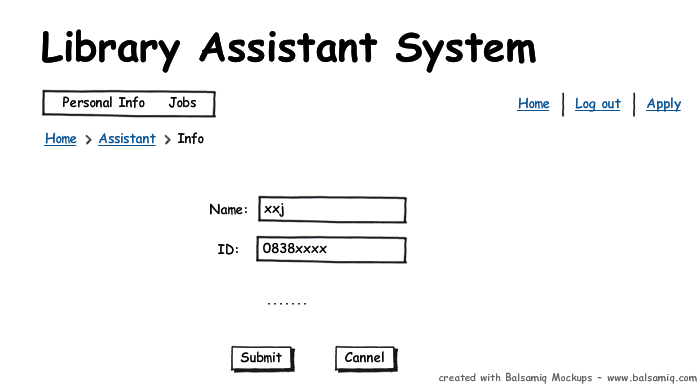 Library Assistant System
Personal Info Jobs
Home Log out Apply
Home > Assistant > Info
Name: xxj
ID: 0838xxxx
.......
Submit Cannel
created with Balsamiq Mockups - www.balsamiq.com